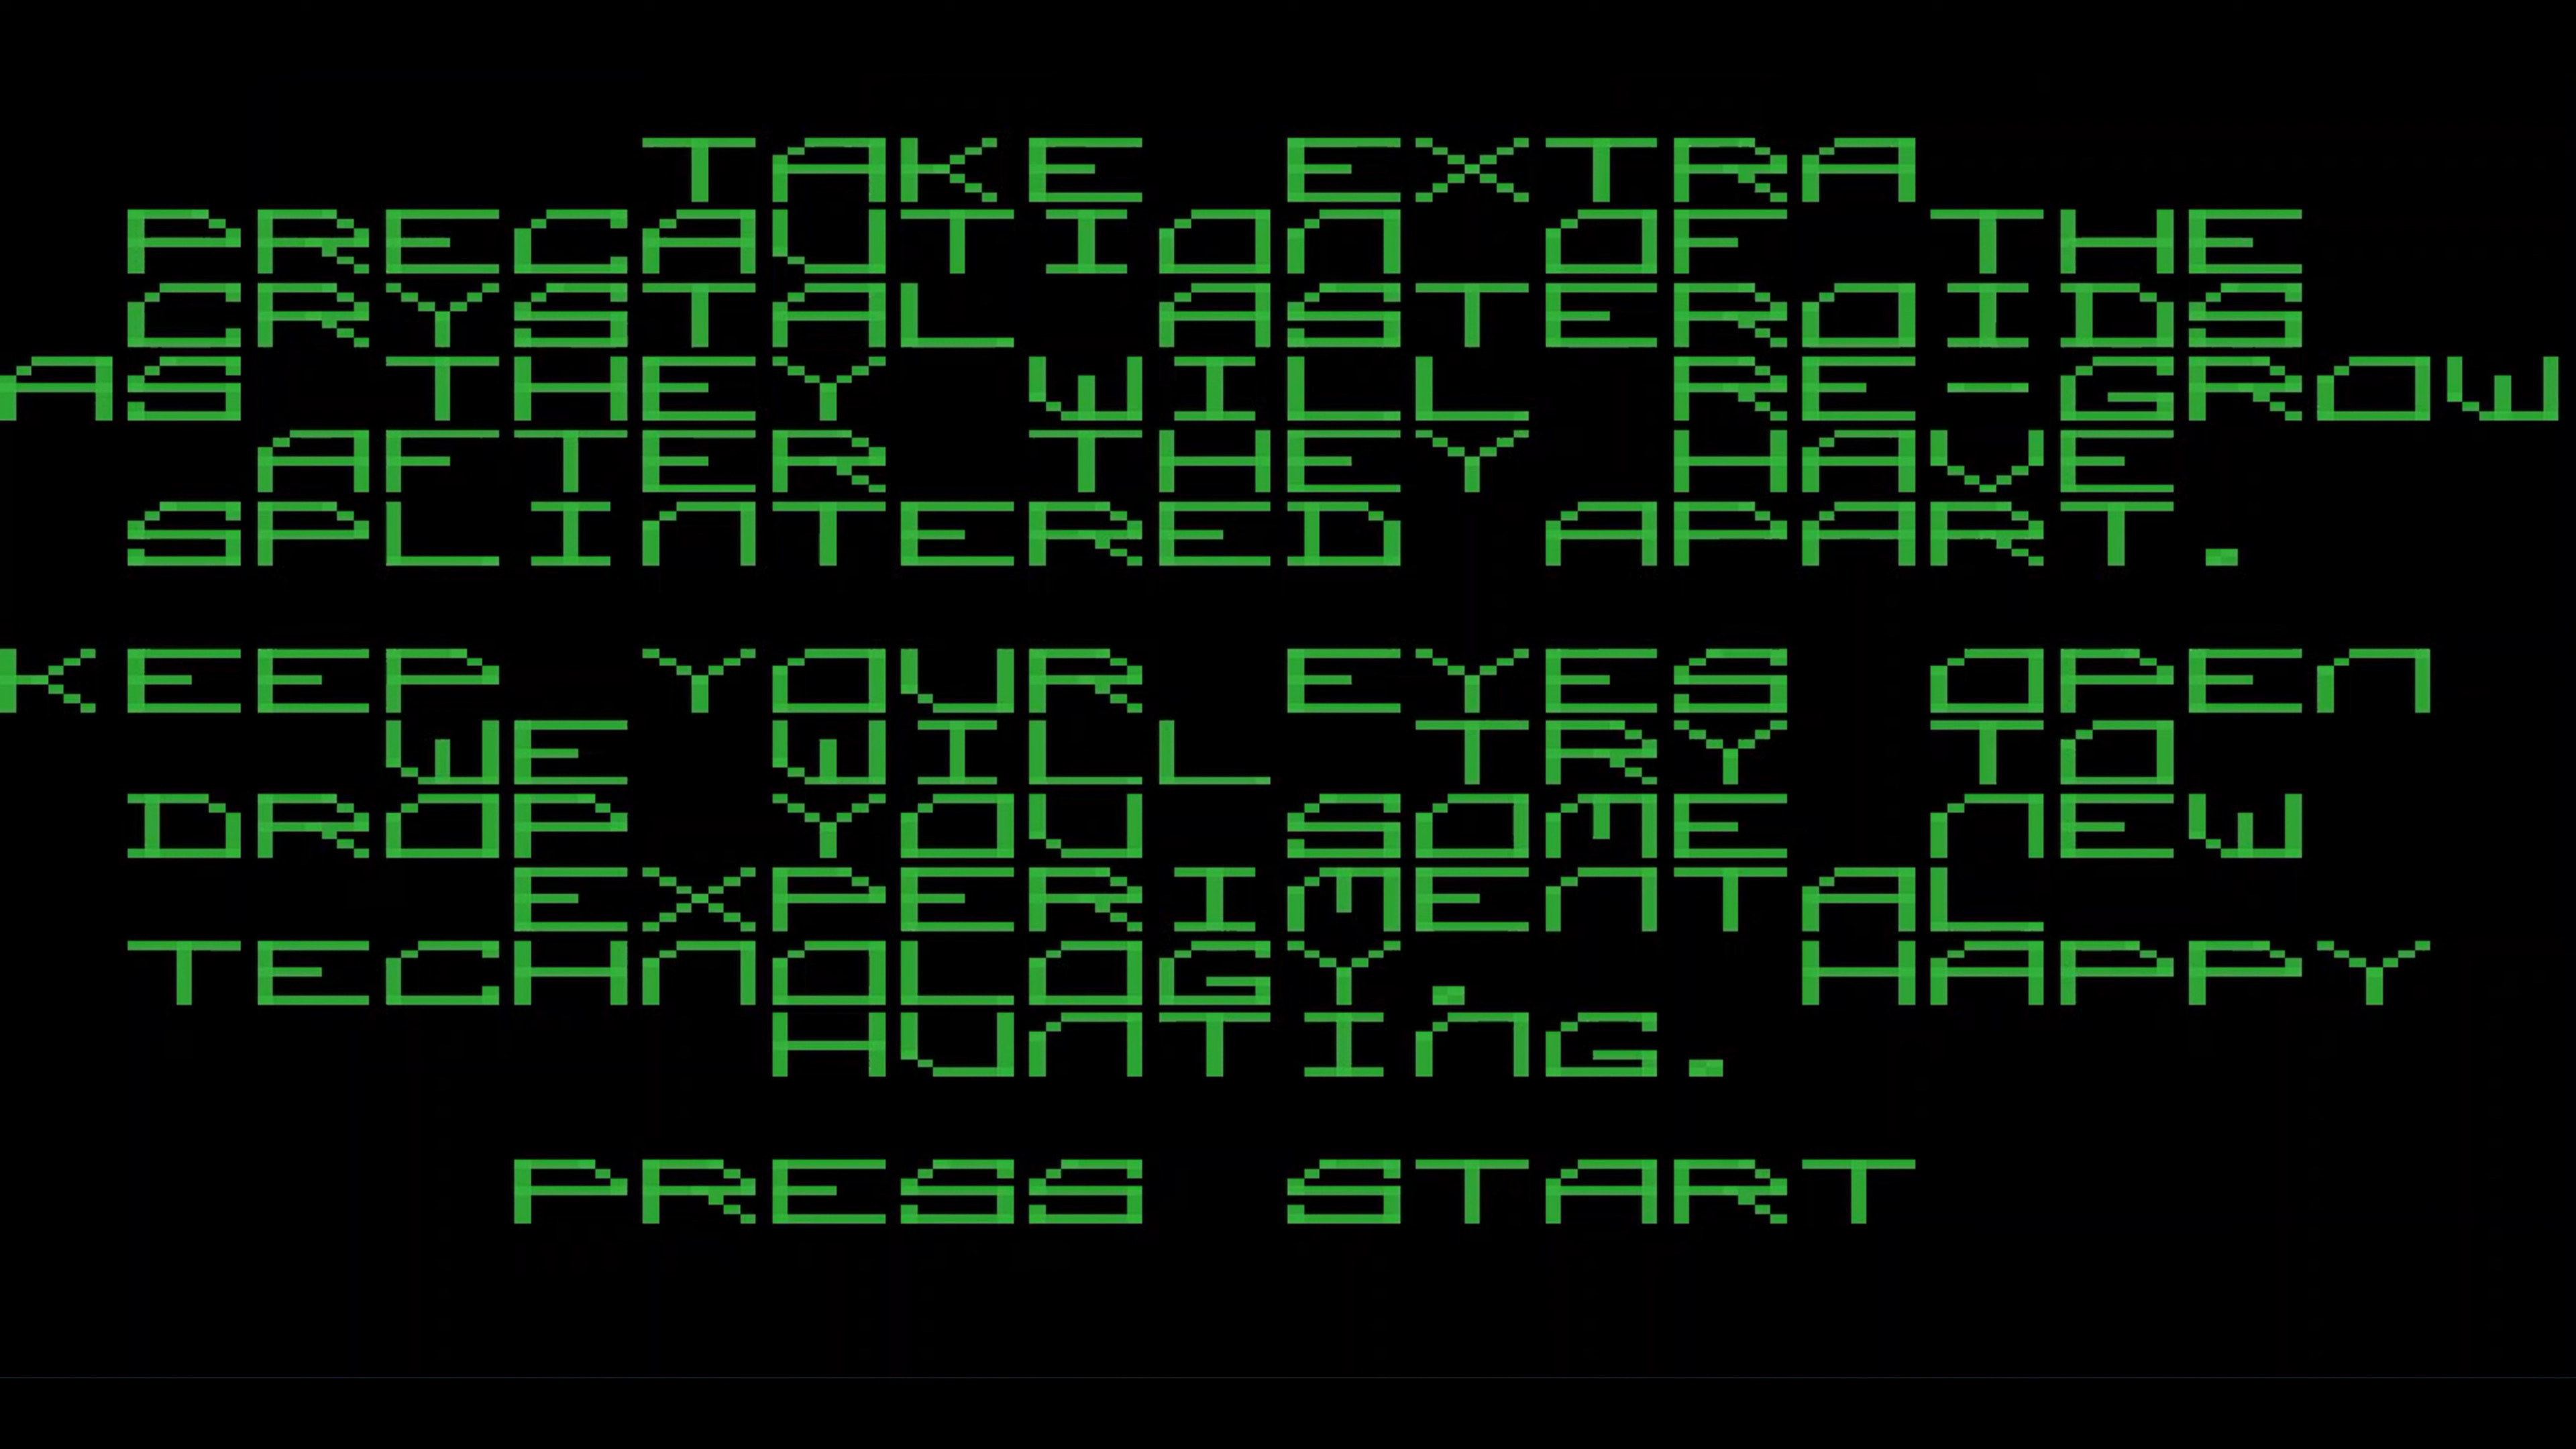 TAKE EXTRA
PRECAUTION OF THE
CRYSTAL ASTEROIDS
AS THEY WILL RE-GROW
AFTER THEY HAVE
SPLINTERED APART.
KEEP YOUR EYES OPEN
WE WILL TRY TO
DROP YOU SOME NEW
EXPERIMENTAL
TECHNOLOGY. HAPPY
HUNTING.
PRESS START